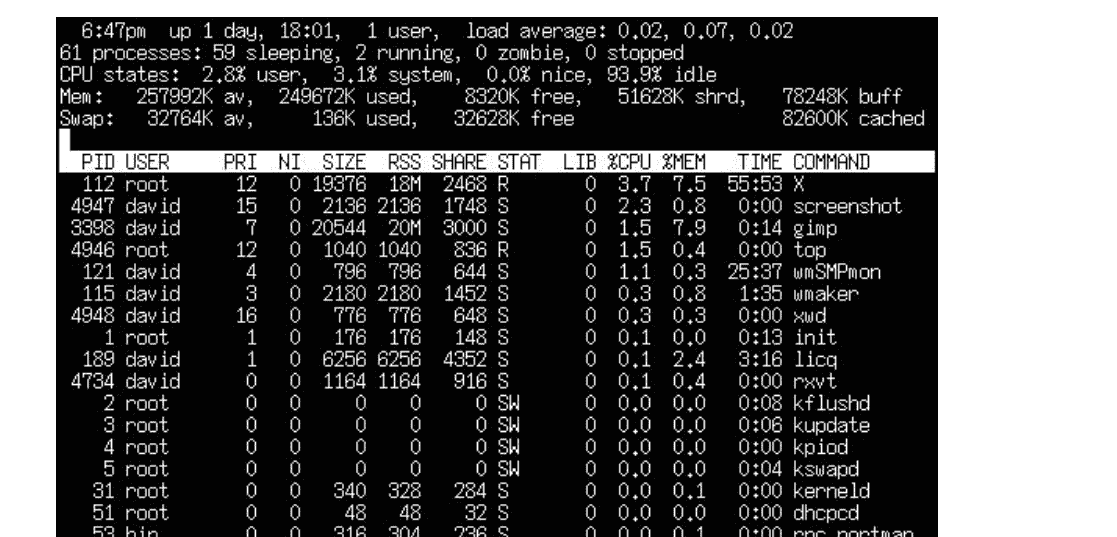 6:47pm  up 1 day, 18:01,  1 user,  load average: 0.02, 0.07, 0.02
61 processes: 59 sleeping, 2 running, 0 zombie, 0 stopped
CPU states:  2.8% user,  3.1% system,  0.0% nice, 93.9% idle
Mem:   257992K av,  249672K used,    8320K free,   51628K shrd,   78248K buff
Swap:   32764K av,     136K used,   32628K free                   82600K cached
PID USER     PRI  NI  SIZE  RSS SHARE STAT  LIB %CPU %MEM   TIME COMMAND
112 root      12   0 19376  18M  2468 R       0  3.7  7.5  55:53 X
4947 david     15   0  2136 2136  1748 S       0  2.3  0.8   0:00 screenshot
3398 david      7   0 20544  20M  3000 S       0  1.5  7.9   0:14 gimp
4946 root      12   0  1040 1040   836 R       0  1.5  0.4   0:00 top
121 david      4   0   796  796   644 S       0  1.1  0.3  25:37 wmSMPmon
115 david      3   0  2180 2180  1452 S       0  0.3  0.8   1:35 wmaker
4948 david     16   0   776  776   648 S       0  0.3  0.3   0:00 xwd
1 root       1   0   176  176   148 S       0  0.1  0.0   0:13 init
189 david      1   0  6256 6256  4352 S       0  0.1  2.4   3:16 licq
4734 david      0   0  1164 1164   916 S       0  0.1  0.4   0:00 rxvt
2 root       0   0     0    0     0 SW      0  0.0  0.0   0:08 kflushd
3 root       0   0     0    0     0 SW      0  0.0  0.0   0:06 kupdate
4 root       0   0     0    0     0 SW      0  0.0  0.0   0:00 kpiod
5 root       0   0     0    0     0 SW      0  0.0  0.0   0:04 kswapd
31 root       0   0   340  328   284 S       0  0.0  0.1   0:00 kerneld
51 root       0   0    48   48    32 S       0  0.0  0.0   0:00 dhcpcd
53 bin        0   0   316  304   236 S       0  0.0  0.1   0:00 rpc.portmap